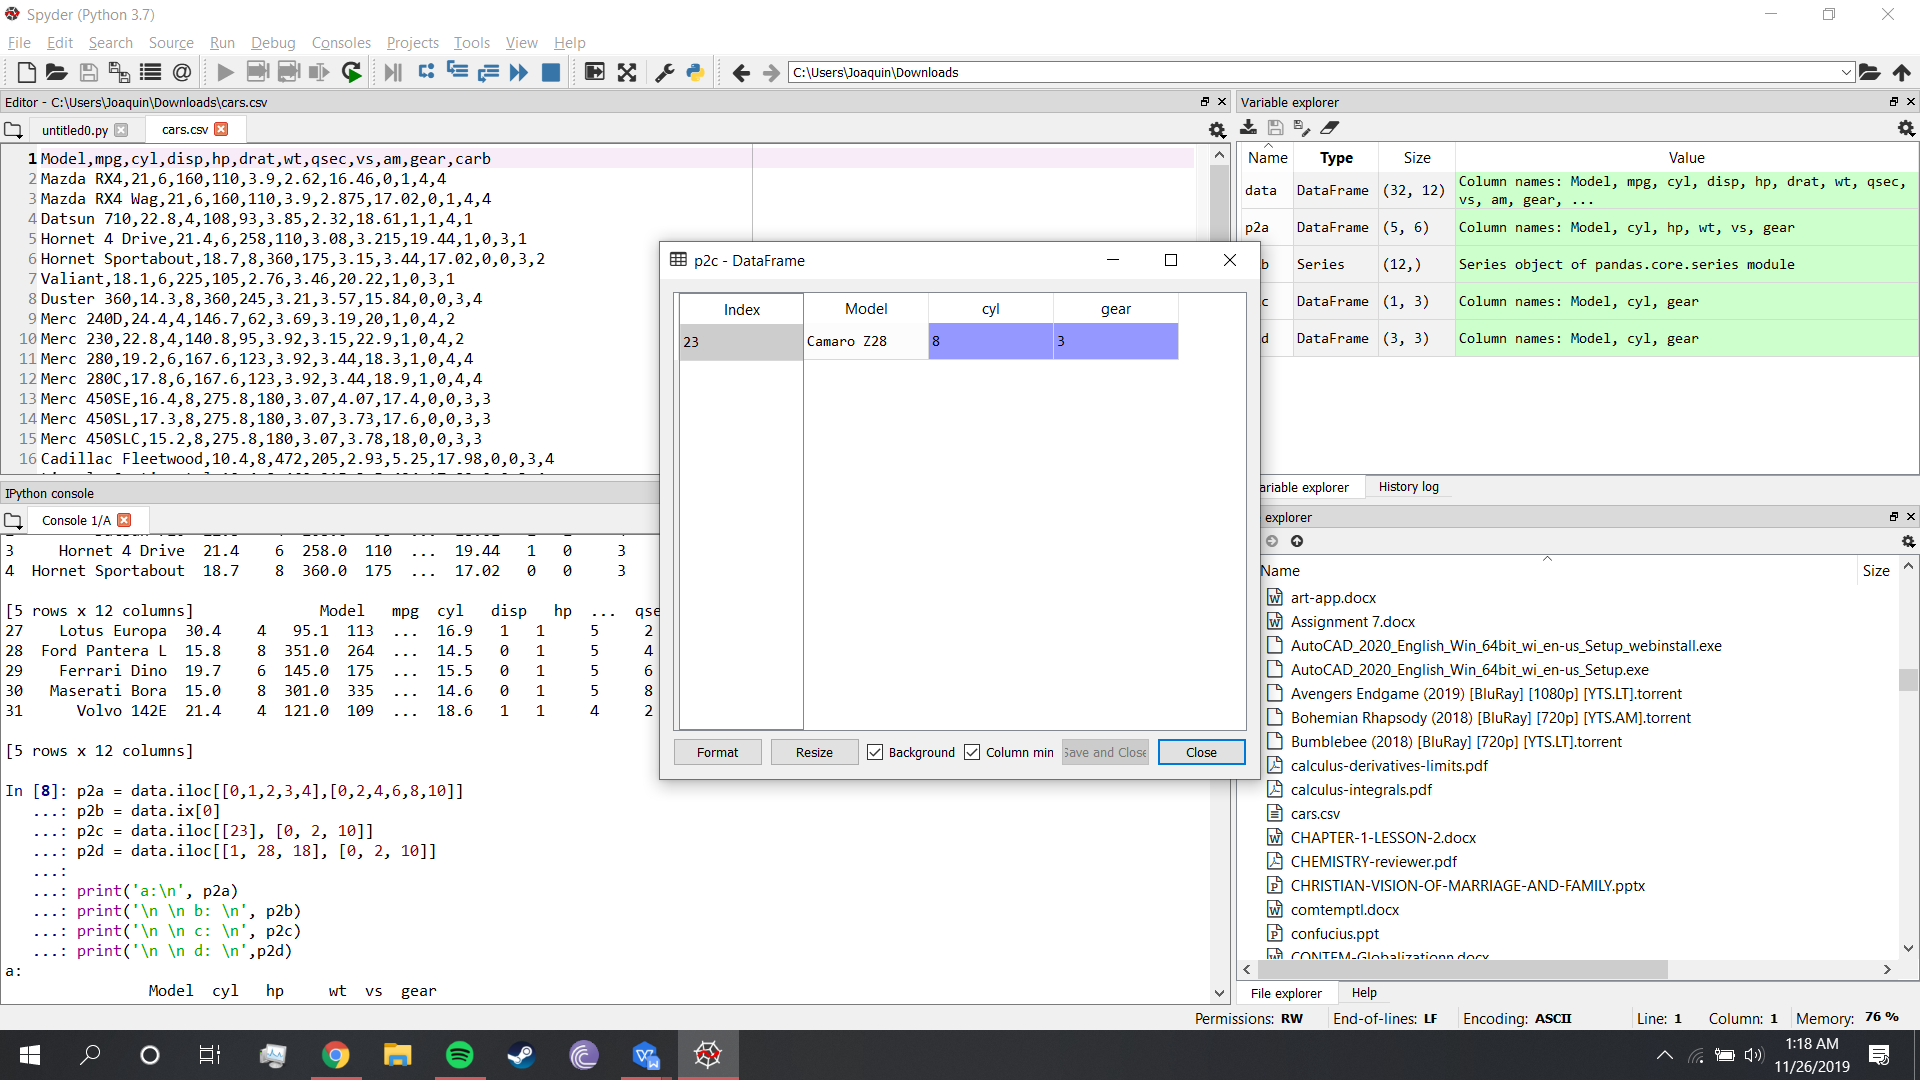 Spyder (Python 3.7)
File Edit Search Source Run Debug Consoles Projects Tools View Help
C:\Users\Joaquin\Downloads
Editor - C:\Users\Joaquin\Downloads\cars.csv
untitled0.py
cars.csv
1 Model,mpg,cyl,disp,hp,drat,wt,qsec,vs,am,gear,carb
2 Mazda RX4,21,6,160,110,3.9,2.62,16.46,0,1,4,4
3 Mazda RX4 Wag,21,6,160,110,3.9,2.875,17.02,0,1,4,4
4 Datsun 710,22.8,4,108,93,3.85,2.32,18.61,1,1,4,1
5 Hornet 4 Drive,21.4,6,258,110,3.08,3.215,19.44,1,0,3,1
6 Hornet Sportabout,18.7,8,360,175,3.15,3.44,17.02,0,0,3,2
7 Valiant,18.1,6,225,105,2.76,3.46,20.22,1,0,3,1
8 Duster 360,14.3,8,360,245,3.21,3.57,15.84,0,0,3,4
9 Merc 240D,24.4,4,146.7,62,3.69,3.19,20,1,0,4,2
10 Merc 230,22.8,4,140.8,95,3.92,3.15,22.9,1,0,4,2
11 Merc 280,19.2,6,167.6,123,3.92,3.44,18.3,1,0,4,4
12 Merc 280C,17.8,6,167.6,123,3.92,3.44,18.9,1,0,4,4
13 Merc 450SE,16.4,8,275.8,180,3.07,4.07,17.4,0,0,3,3
14 Merc 450SL,17.3,8,275.8,180,3.07,3.73,17.6,0,0,3,3
15 Merc 450SLC,15.2,8,275.8,180,3.07,3.78,18,0,0,3,3
16 Cadillac Fleetwood,10.4,8,472,205,2.93,5.25,17.98,0,0,3,4
IPython console
Console 1/A
3 Hornet 4 Drive 21.4 6 258.0 110 ... 19.44 1 0 3
4 Hornet Sportabout 18.7 8 360.0 175 ... 17.02 0 0 3
[5 rows x 12 columns] Model mpg cyl disp hp ... qse
27 Lotus Europa 30.4 4 95.1 113 ... 16.9 1 1 5 2
28 Ford Pantera L 15.8 8 351.0 264 ... 14.5 0 1 5 4
29 Ferrari Dino 19.7 6 145.0 175 ... 15.5 0 1 5 6
30 Maserati Bora 15.0 8 301.0 335 ... 14.6 0 1 5 8
31 Volvo 142E 21.4 4 121.0 109 ... 18.6 1 1 4 2
[5 rows x 12 columns]
In [8]: p2a = data.iloc[[0,1,2,3,4],[0,2,4,6,8,10]]
...: p2b = data.ix[0]
...: p2c = data.iloc[[23], [0, 2, 10]]
...: p2d = data.iloc[[1, 28, 18], [0, 2, 10]]
...:
...: print('a:\n', p2a)
...: print('\n \n b: \n', p2b)
...: print('\n \n c: \n', p2c)
...: print('\n \n d: \n',p2d)
a:
Model cyl hp wt vs gear
p2c - DataFrame
Index Model cyl gear
23 Camaro Z28 8 3
Format Resize Background Column min Save and Close Close
Variable explorer
Name Type Size Value
data DataFrame (32, 12) Column names: Model, mpg, cyl, disp, hp, drat, wt, qsec,
vs, am, gear, ...
p2a DataFrame (5, 6) Column names: Model, cyl, hp, wt, vs, gear
b Series (12,) Series object of pandas.core.series module
c DataFrame (1, 3) Column names: Model, cyl, gear
d DataFrame (3, 3) Column names: Model, cyl, gear
ariable explorer History log
explorer
Name Size
art-app.docx
Assignment 7.docx
AutoCAD_2020_English_Win_64bit_wi_en-us_Setup_webinstall.exe
AutoCAD_2020_English_Win_64bit_wi_en-us_Setup.exe
Avengers Endgame (2019) [BluRay] [1080p] [YTS.LT].torrent
Bohemian Rhapsody (2018) [BluRay] [720p] [YTS.AM].torrent
Bumblebee (2018) [BluRay] [720p] [YTS.LT].torrent
calculus-derivatives-limits.pdf
calculus-integrals.pdf
cars.csv
CHAPTER-1-LESSON-2.docx
CHEMISTRY-reviewer.pdf
CHRISTIAN-VISION-OF-MARRIAGE-AND-FAMILY.pptx
comtemptl.docx
confucius.ppt
CONTEM-Globalizationn.docx
File explorer Help
Permissions: RW End-of-lines: LF Encoding: ASCII Line: 1 Column: 1 Memory: 76 %
1:18 AM
11/26/2019